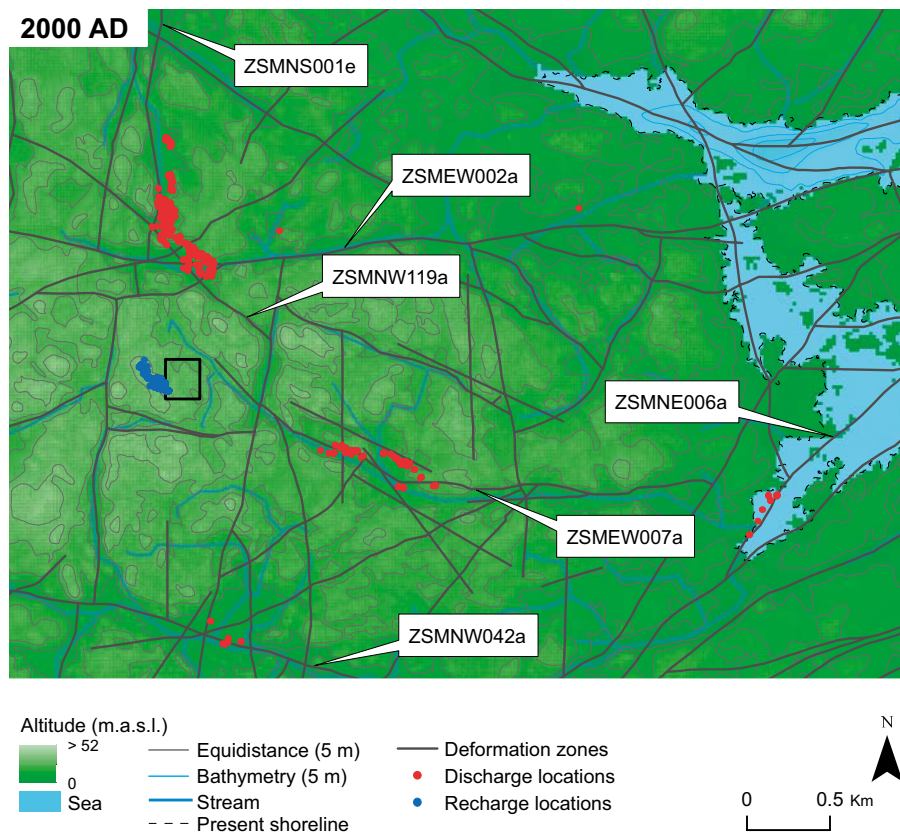 2000 AD
ZSMNS001e
ZSMEW002a
ZSMNW119a
ZSMNE006a
ZSMEW007a
ZSMNW042a
Altitude (m.a.s.l.)
> 52
0
Sea
Equidistance (5 m)
Bathymetry (5 m)
Stream
Present shoreline
Deformation zones
Discharge locations
Recharge locations
N
0 0.5 Km